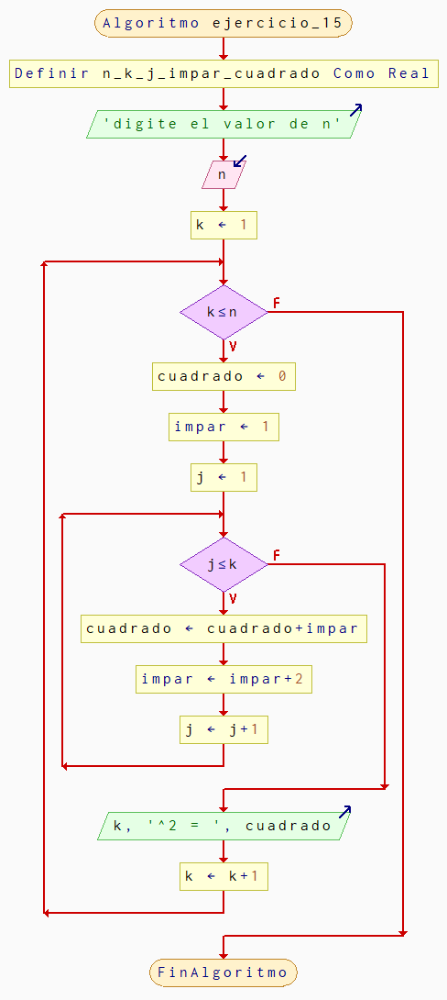 Algoritmo ejercicio_15
Definir n_k_j_impar_cuadrado Como Real
'digite el valor de n'
n
k ← 1
k≤n
F
V
cuadrado ← 0
impar ← 1
j ← 1
j≤k
F
V
cuadrado ← cuadrado+impar
impar ← impar+2
j ← j+1
k, '^2 = ', cuadrado
k ← k+1
FinAlgoritmo